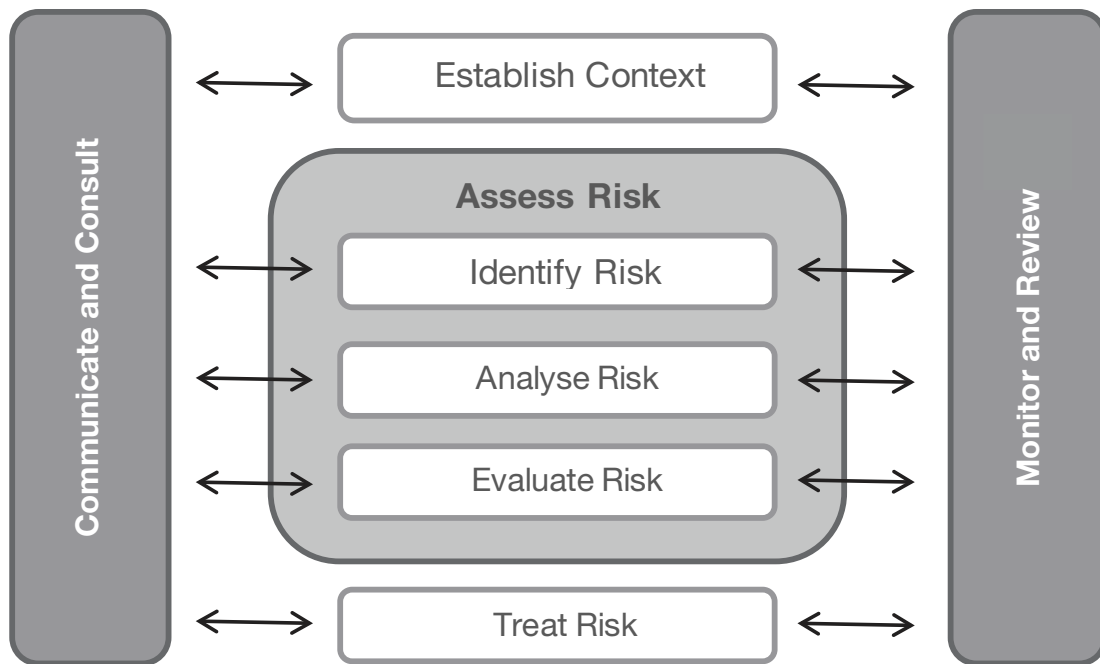 Communicate and Consult
Establish Context
Assess Risk
Identify Risk
Analyse Risk
Evaluate Risk
Treat Risk
Monitor and Review